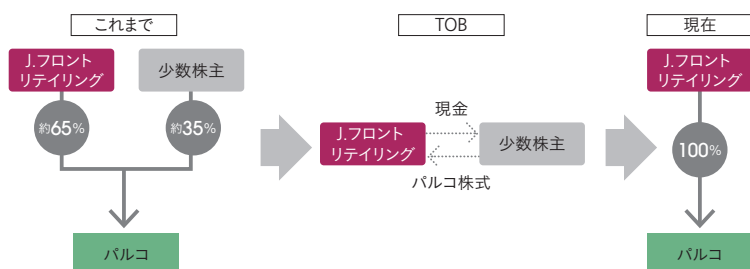 これまで
J.フロント
リテイリング
少数株主
約65%
約35%
パルコ
TOB
J.フロント
リテイリング
現金
パルコ株式
少数株主
現在
J.フロント
リテイリング
100%
パルコ